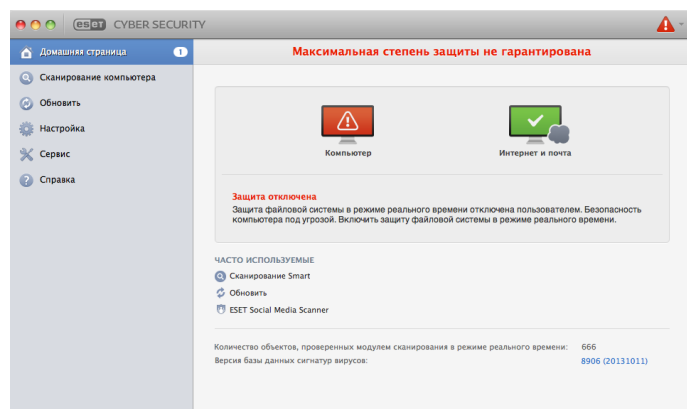 eset CYBER SECURITY
Домашняя страница 1
Максимальная степень защиты не гарантирована
Сканирование компьютера
Обновить
Настройка
Сервис
Справка
Компьютер
Интернет и почта
Защита отключена
Защита файловой системы в режиме реального времени отключена пользователем. Безопасность
компьютера под угрозой. Включить защиту файловой системы в режиме реального времени.
ЧАСТО ИСПОЛЬЗУЕМЫЕ
Сканирование Smart
Обновить
ESET Social Media Scanner
Количество объектов, проверенных модулем сканирования в режиме реального времени: 666
Версия базы данных сигнатур вирусов: 8906 (20131011)